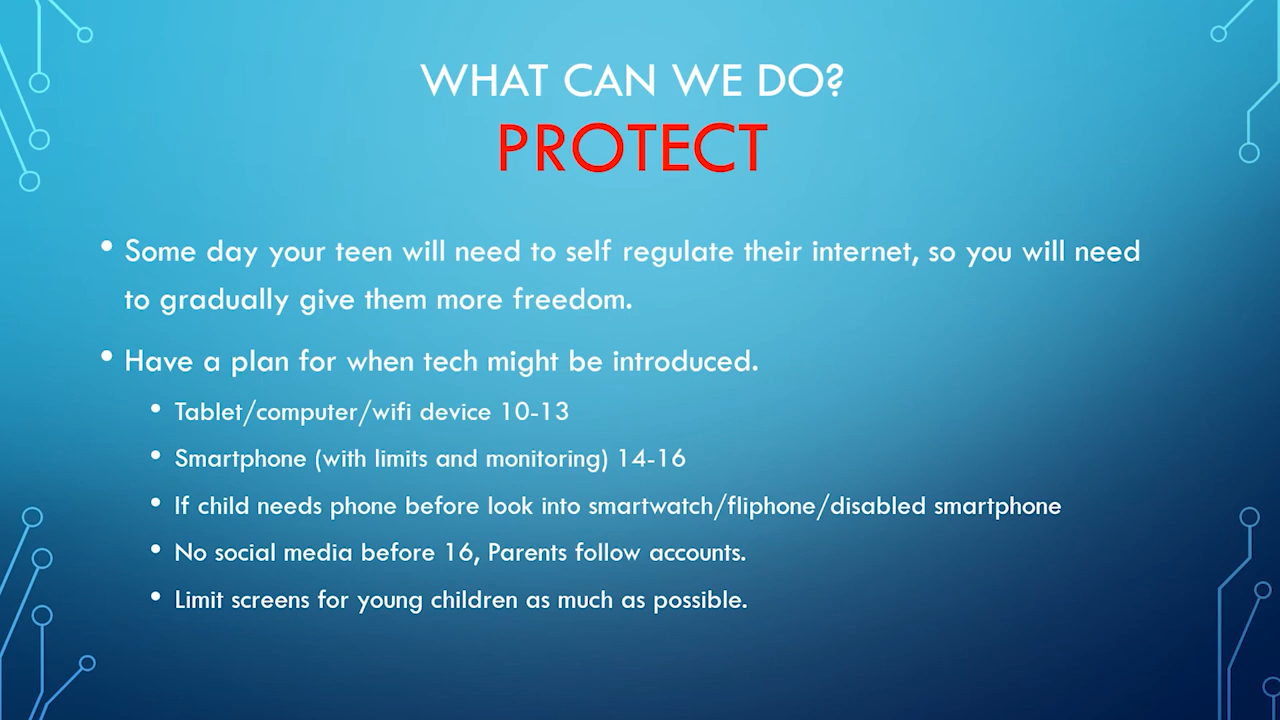 WHAT CAN WE DO?
PROTECT
• Some day your teen will need to self regulate their internet, so you will need
to gradually give them more freedom.
• Have a plan for when tech might be introduced.
• Tablet/computer/wifi device 10-13
• Smartphone (with limits and monitoring) 14-16
• If child needs phone before look into smartwatch/fliphone/disabled smartphone
• No social media before 16, Parents follow accounts.
• Limit screens for young children as much as possible.